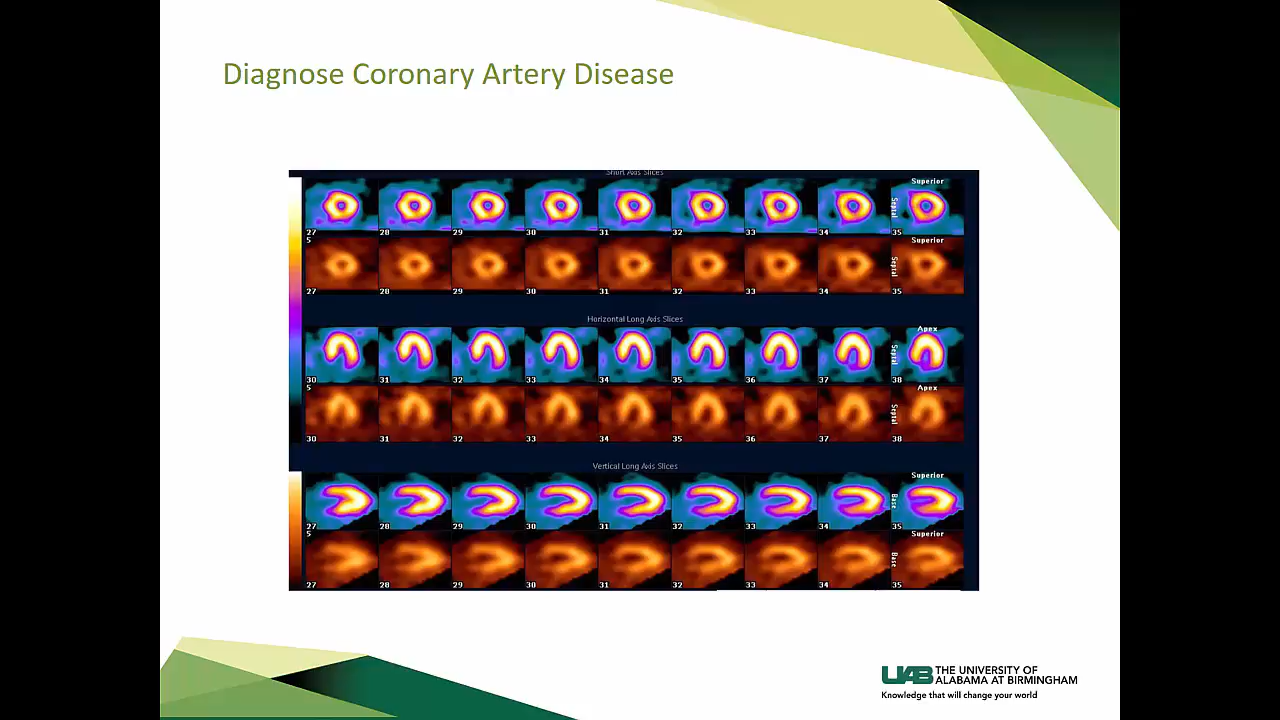 Diagnose Coronary Artery Disease
Short Axis Slices
Superior
Septal
27 28 29 30 31 32 33 34 35
5
Superior
Septal
27 28 29 30 31 32 33 34 35
Horizontal Long Axis Slices
Apex
Septal
30 31 32 33 34 35 36 37 38
5
Apex
Septal
30 31 32 33 34 35 36 37 38
Vertical Long Axis Slices
Superior
Base
27 28 29 30 31 32 33 34 35
5
Superior
Base
27 28 29 30 31 32 33 34 35
UAB THE UNIVERSITY OF
ALABAMA AT BIRMINGHAM
Knowledge that will change your world